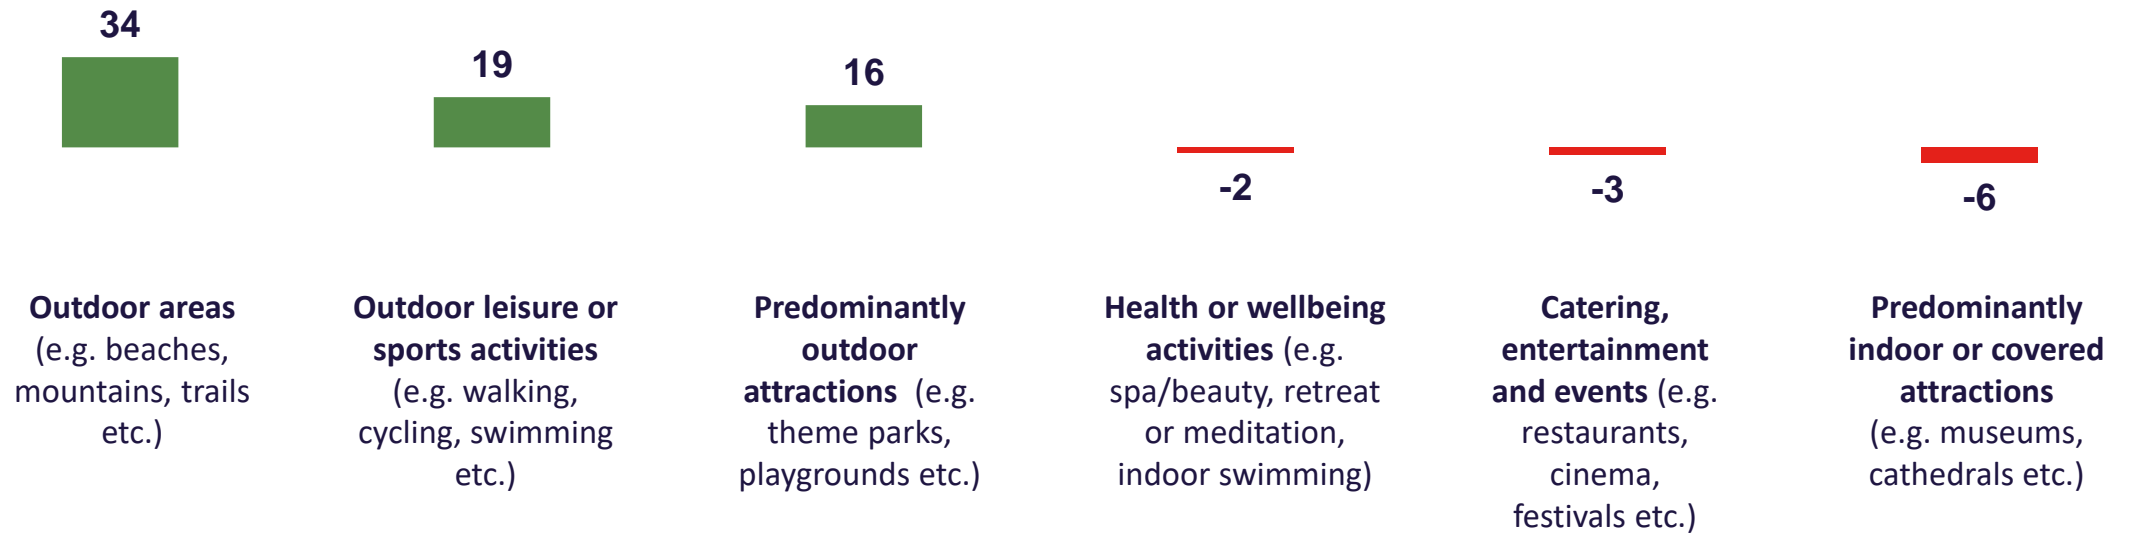 34
19
16
-2
-3
-6
Outdoor areas
(e.g. beaches,
mountains, trails
etc.)
Outdoor leisure or
sports activities
(e.g. walking,
cycling, swimming
etc.)
Predominantly
outdoor
attractions (e.g.
theme parks,
playgrounds etc.)
Health or wellbeing
activities (e.g.
spa/beauty, retreat
or meditation,
indoor swimming)
Catering,
entertainment
and events (e.g.
restaurants,
cinema,
festivals etc.)
Predominantly
indoor or covered
attractions
(e.g. museums,
cathedrals etc.)